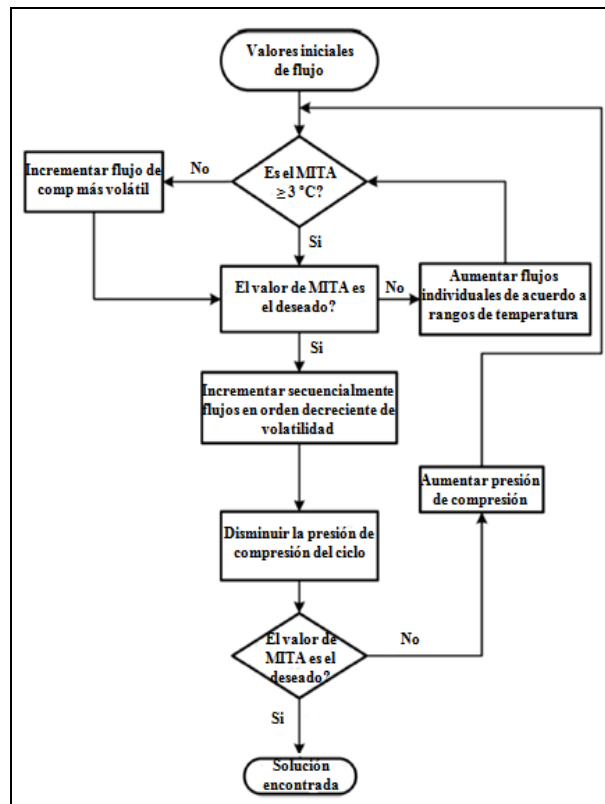 Valores iniciales
de flujo
Es el MITA
≥ 3 °C?
No
Incrementar flujo de
comp más volátil
Si
El valor de MITA es
el deseado?
No
Aumentar flujos
individuales de acuerdo a
rangos de temperatura
Si
Incrementar secuencialmente
flujos en orden decreciente de
volatilidad
Aumentar presión
de compresión
Disminuir la presión de
compresión del ciclo
El valor de
MITA es el
deseado?
No
Si
Solución
encontrada